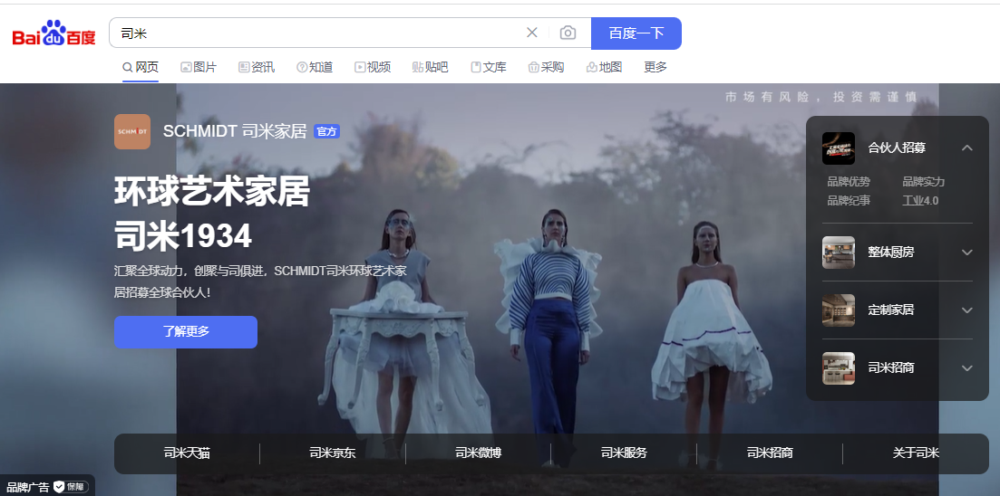 Bai du 百度
司米
百度一下
网页 图片 资讯 知道 视频 贴吧 文库 采购 地图 更多
市场有风险，投资需谨慎
SCHMIDT
SCHMIDT 司米家居 官方
环球艺术家居
司米1934
汇聚全球动力，创聚与司俱进，SCHMIDT司米环球艺术家
居招募全球合伙人！
了解更多
合伙人招募
品牌优势 品牌实力
品牌纪事 工业4.0
整体厨房
定制家居
司米招商
司米天猫 司米京东 司米微博 司米服务 司米招商 关于司米
品牌广告 保障